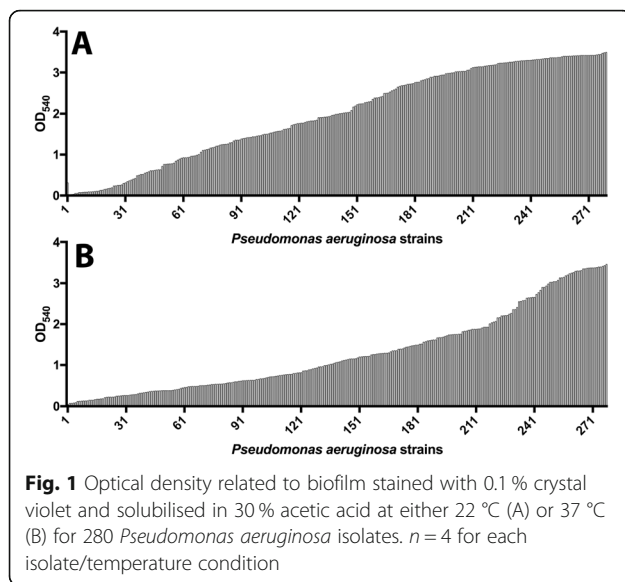 A
4
3
2
1
0
OD540
1 31 61 91 121 151 181 211 241 271
Pseudomonas aeruginosa strains
B
4
3
2
1
0
OD540
1 31 61 91 121 151 181 211 241 271
Pseudomonas aeruginosa strains
Fig. 1 Optical density related to biofilm stained with 0.1 % crystal
violet and solubilised in 30 % acetic acid at either 22 °C (A) or 37 °C
(B) for 280 Pseudomonas aeruginosa isolates. n = 4 for each
isolate/temperature condition